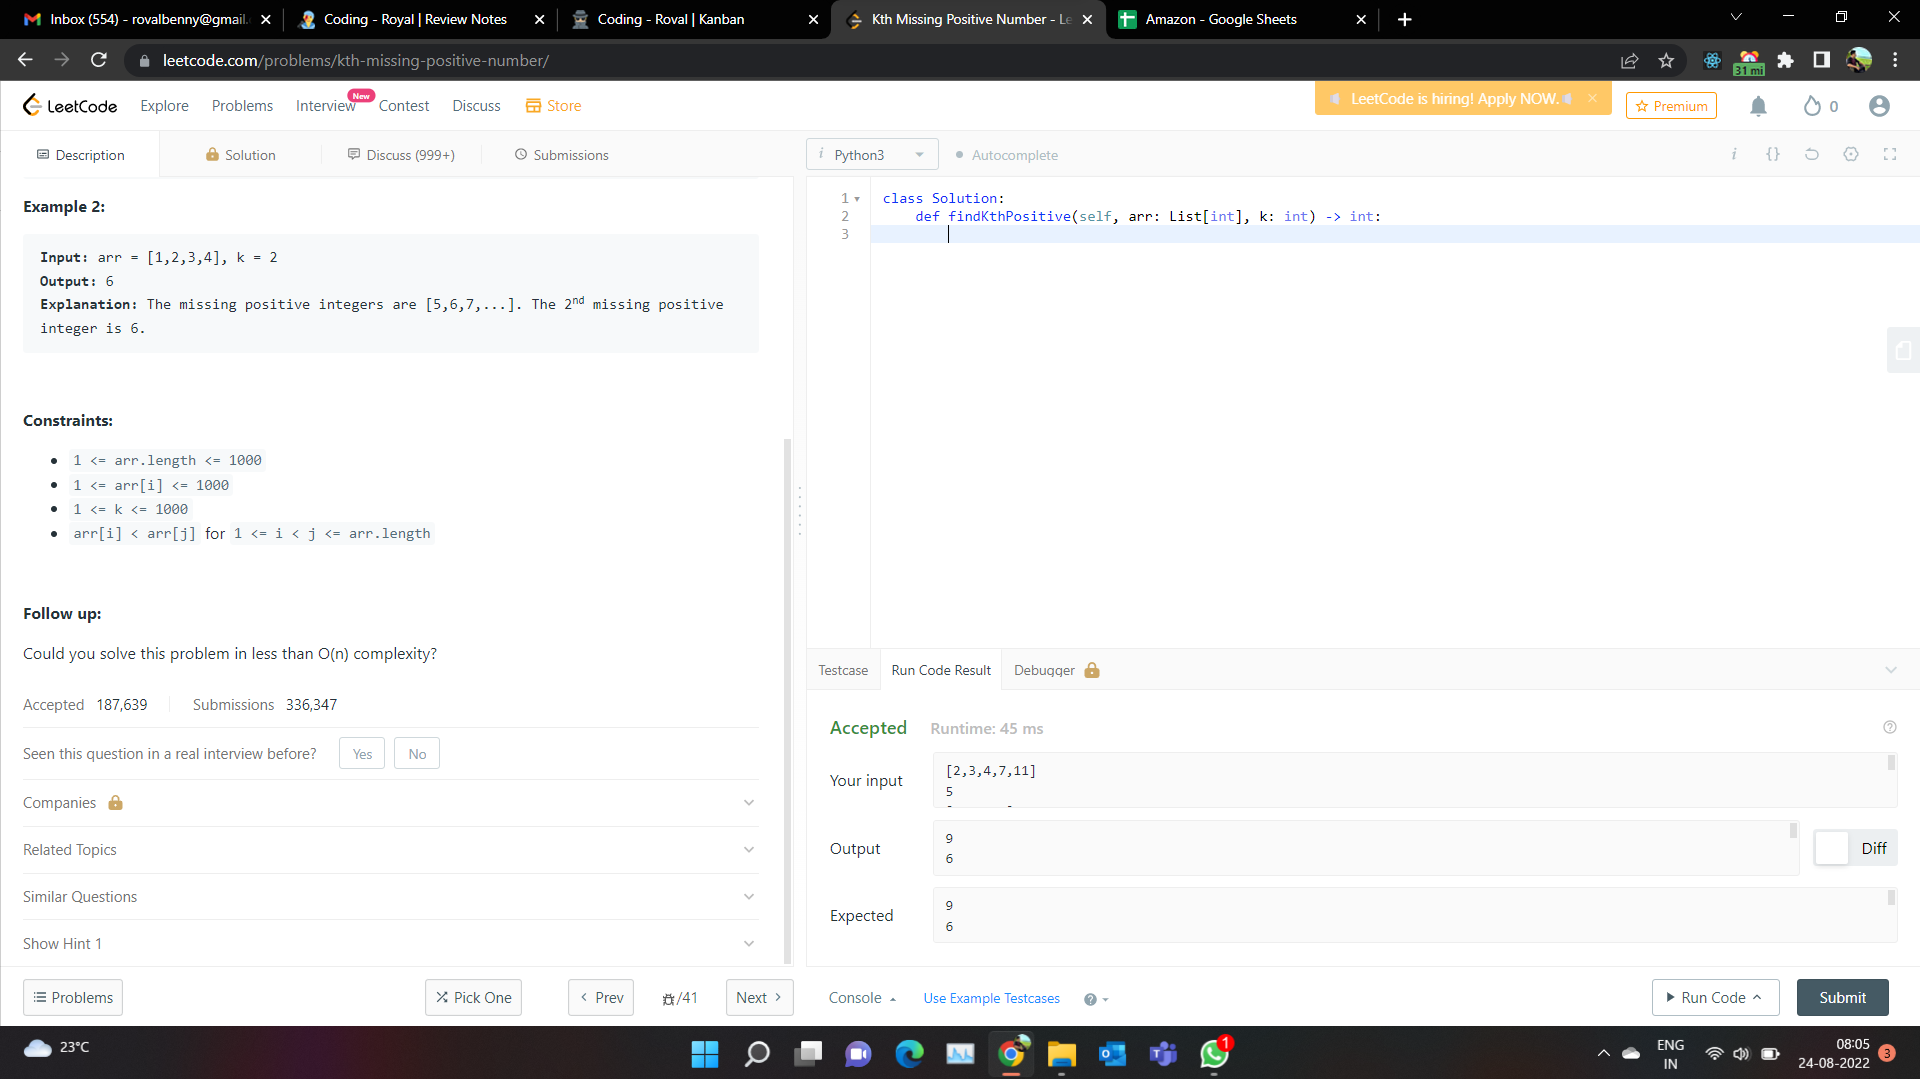 Inbox (554) - rovalbenny@gmail.
Coding - Royal | Review Notes
Coding - Roval | Kanban
Kth Missing Positive Number - Le
Amazon - Google Sheets
leetcode.com/problems/kth-missing-positive-number/
31 mi
LeetCode
Explore
Problems
Interview
New
Contest
Discuss
Store
LeetCode is hiring! Apply NOW.
Premium
0
Description
Solution
Discuss (999+)
Submissions
i Python3
Autocomplete
i
{}
Example 2:
Input: arr = [1,2,3,4], k = 2
Output: 6
Explanation: The missing positive integers are [5,6,7,...]. The 2nd missing positive
integer is 6.
Constraints:
1 <= arr.length <= 1000
1 <= arr[i] <= 1000
1 <= k <= 1000
arr[i] < arr[j] for 1 <= i < j <= arr.length
Follow up:
Could you solve this problem in less than O(n) complexity?
Accepted 187,639
Submissions 336,347
Seen this question in a real interview before?
Yes
No
Companies
Related Topics
Similar Questions
Show Hint 1
Problems
Pick One
Prev
/41
Next
1 class Solution:
2 def findKthPositive(self, arr: List[int], k: int) -> int:
3
Testcase
Run Code Result
Debugger
Accepted
Runtime: 45 ms
Your input
[2,3,4,7,11]
5
Output
9
6
Diff
Expected
9
6
Console
Use Example Testcases
Run Code
Submit
23°C
1
ENG
IN
08:05
24-08-2022
3